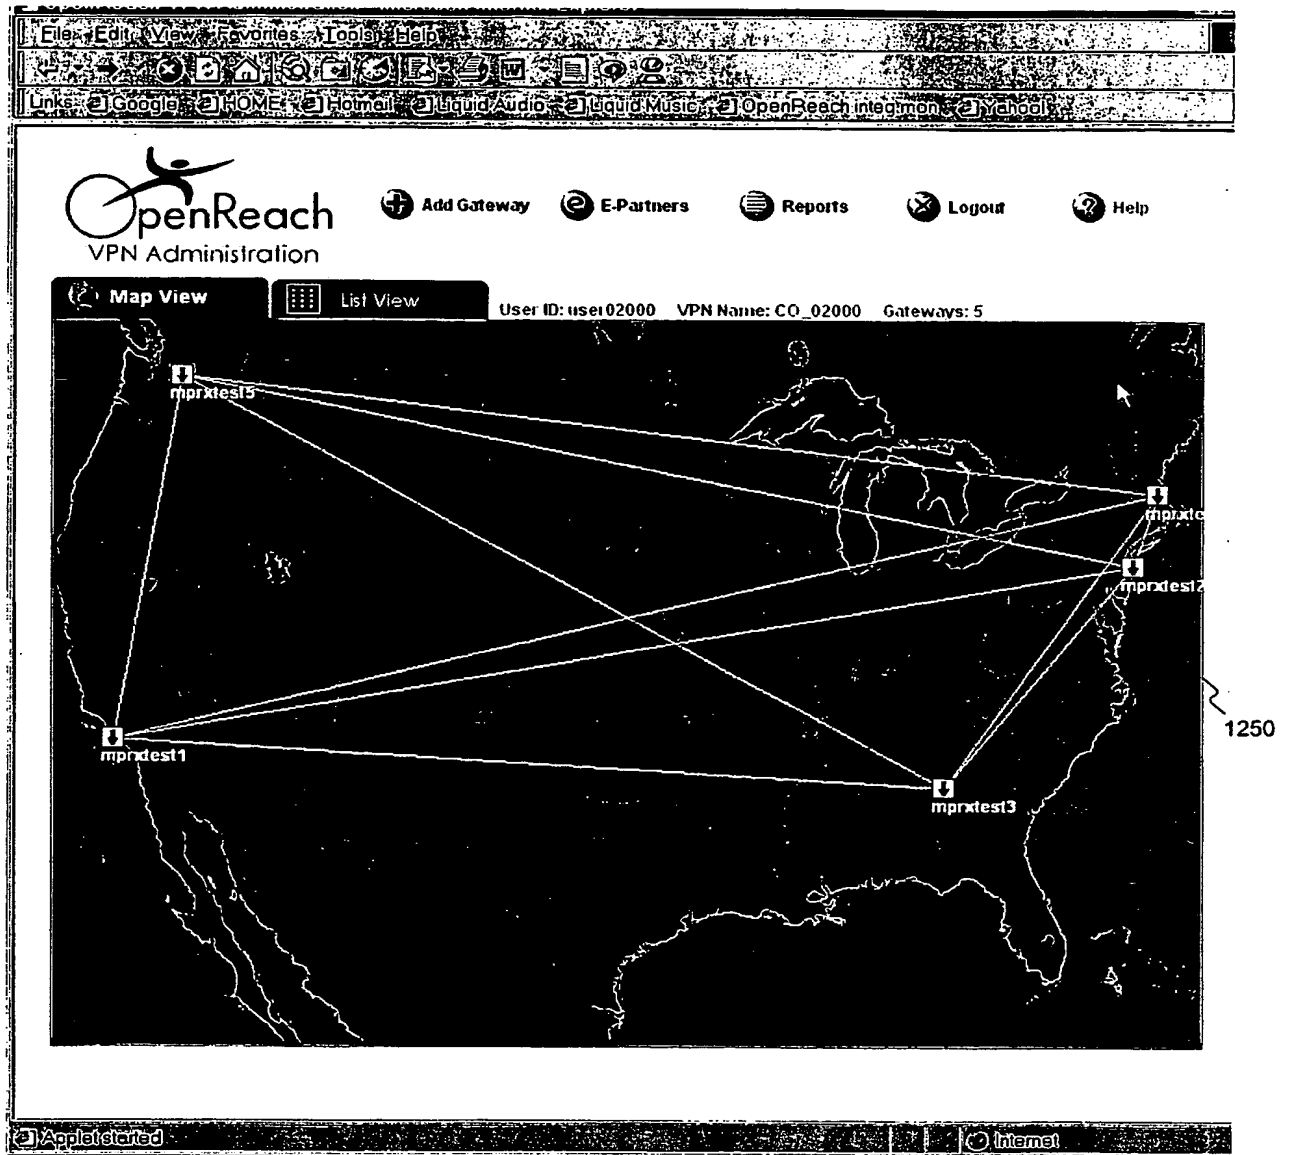 File Edit View Favorites Tools Help
Links Google HOME Hotmail Liquid Audio Liquid Music OpenReach integ.mon Yahoo!
OpenReach
VPN Administration
Add Gateway E-Partners Reports Logout Help
Map View List View User ID: user02000 VPN Name: CO_02000 Gateways: 5
mprxtest5
mprxte
mprxtest2
1250
mprxtest1
mprxtest3
Applet started Internet